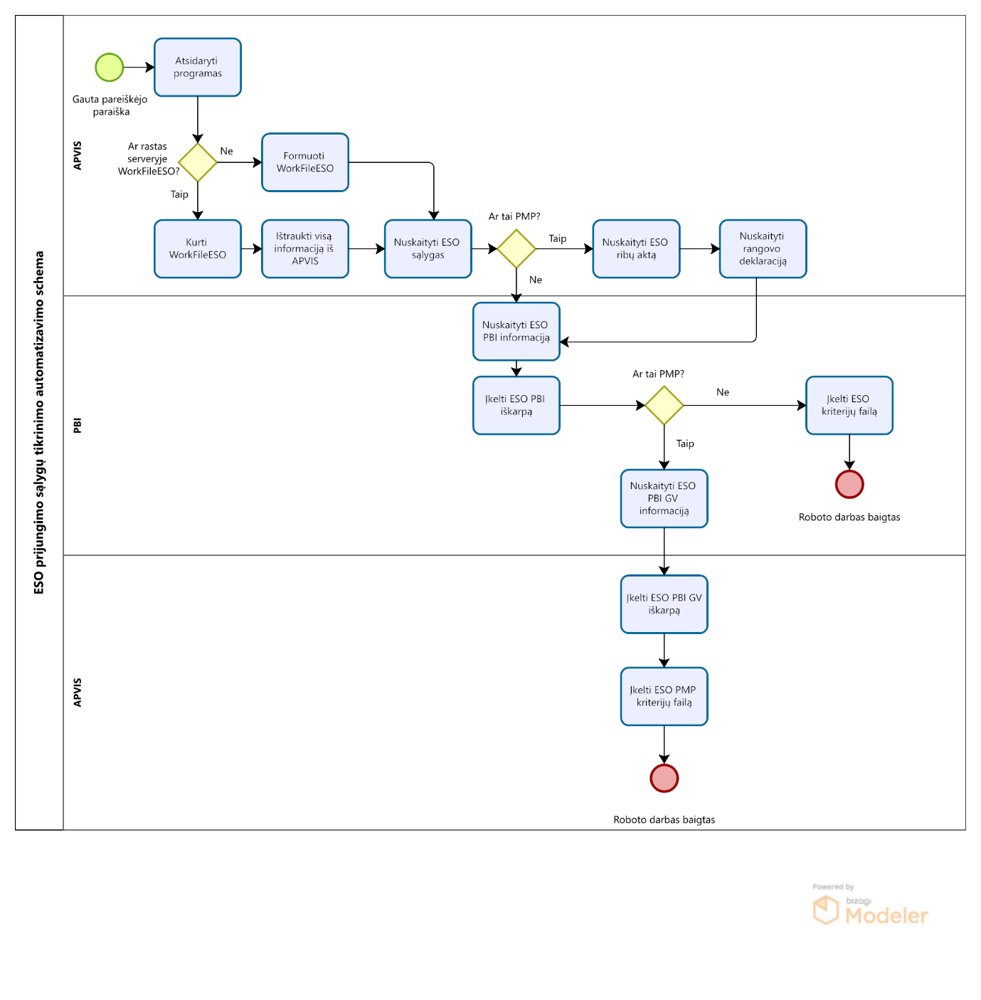 ESO prijungimo sąlygų tikrinimo automatizavimo schema
APVIS
Gauta pareiškėjo
paraiška
Atsidaryti
programas
Ar rastas
serveryje
WorkFileESO?
Ne
Formuoti
WorkFileESO
Taip
Kurti
WorkFileESO
Ištraukti visą
informaciją iš
APVIS
Nuskaityti ESO
sąlygas
Ar tai PMP?
Taip
Nuskaityti ESO
ribų aktą
Nuskaityti
rangovo
deklaraciją
Ne
PBI
Nuskaityti ESO
PBI informaciją
Įkelti ESO PBI
iškarpą
Ar tai PMP?
Ne
Įkelti ESO
kriterijų failą
Taip
Nuskaityti ESO
PBI GV
informaciją
Roboto darbas baigtas
APVIS
Įkelti ESO PBI GV
iškarpą
Įkelti ESO PMP
kriterijų failą
Roboto darbas baigtas
Powered by
bizagi
Modeler